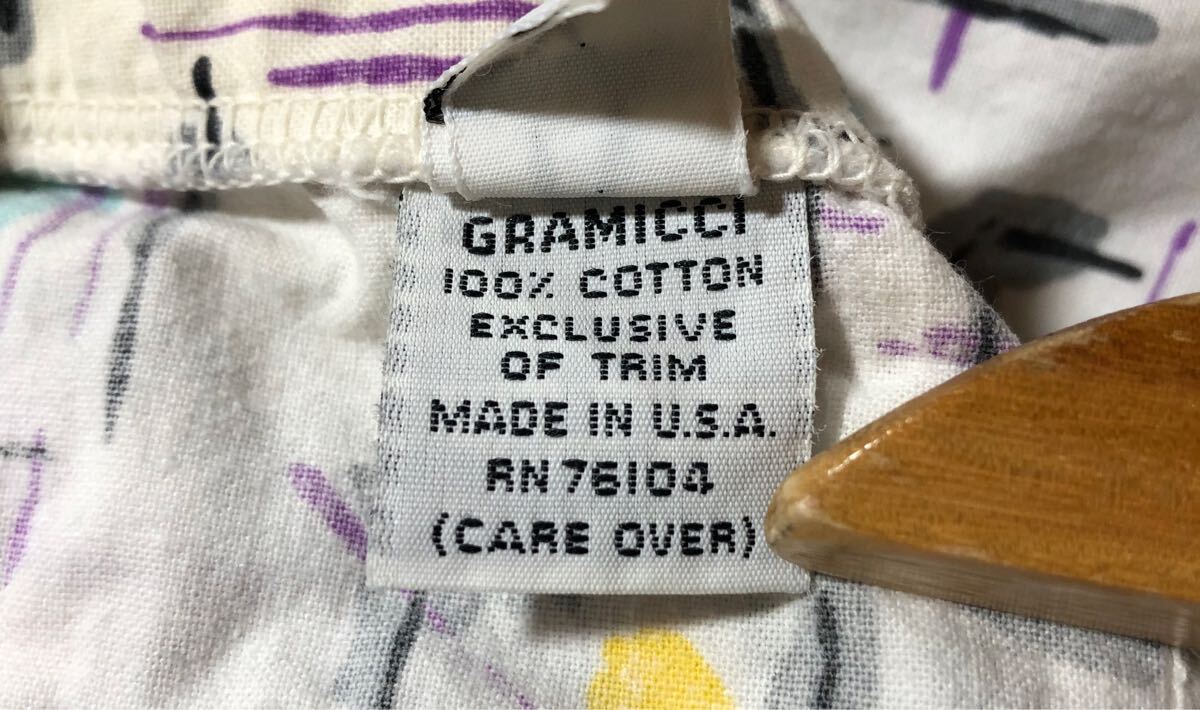 GRAMICCI
100% COTTON
EXCLUSIVE
OF TRIM
MADE IN U.S.A.
RN 76104
(CARE OVER)